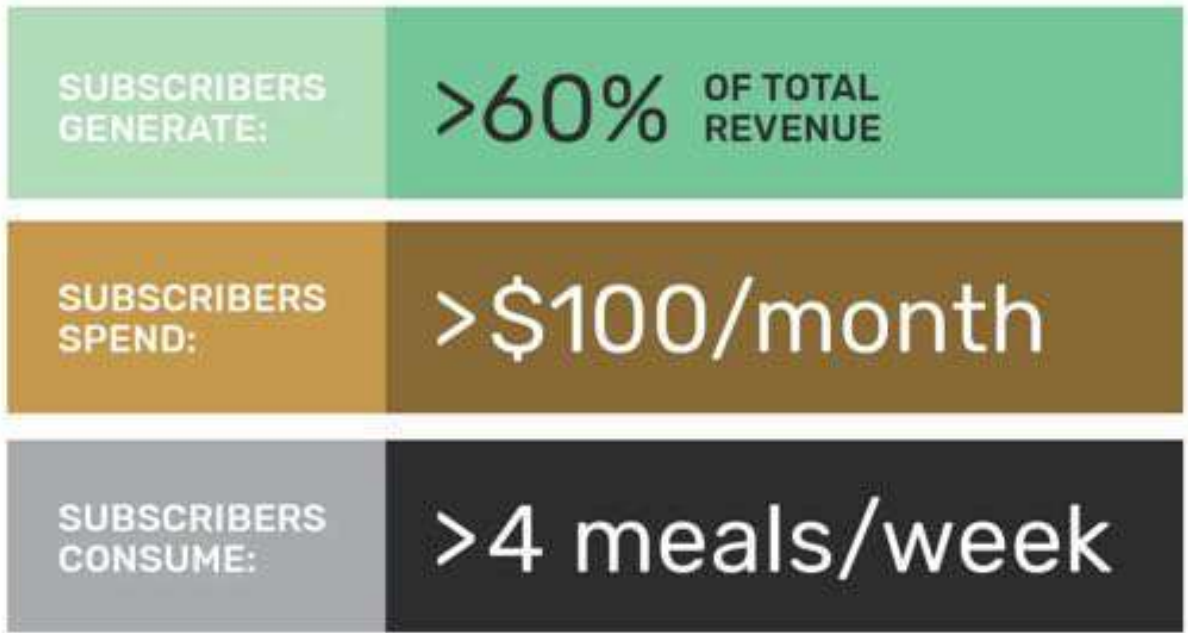 SUBSCRIBERS
GENERATE:
>60%
OF TOTAL
REVENUE
SUBSCRIBERS
SPEND:
>$100/month
SUBSCRIBERS
CONSUME:
>4 meals/week